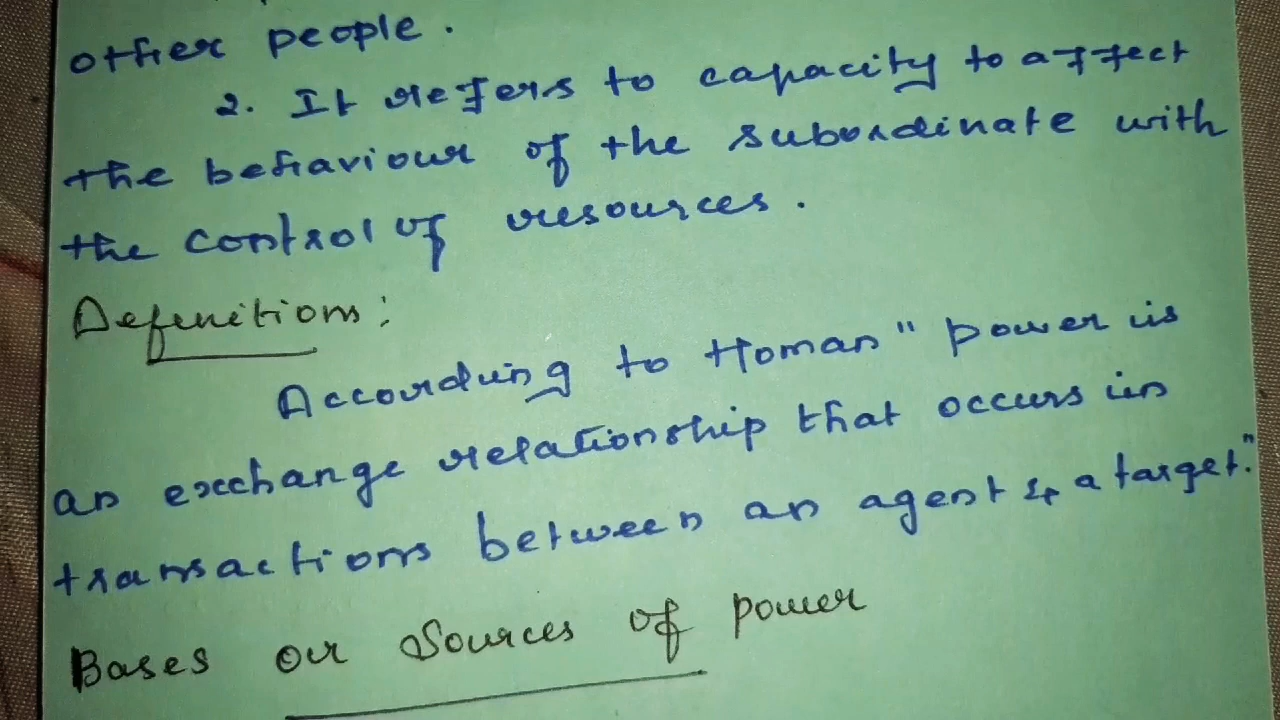 other people.
2. It refers to capacity to affect
the behaviour of the subordinate with
the control of resources.
Definitions:
According to Homan "power is
an exchange relationship that occurs in
transactions between an agent & a target."
Bases or Sources of power